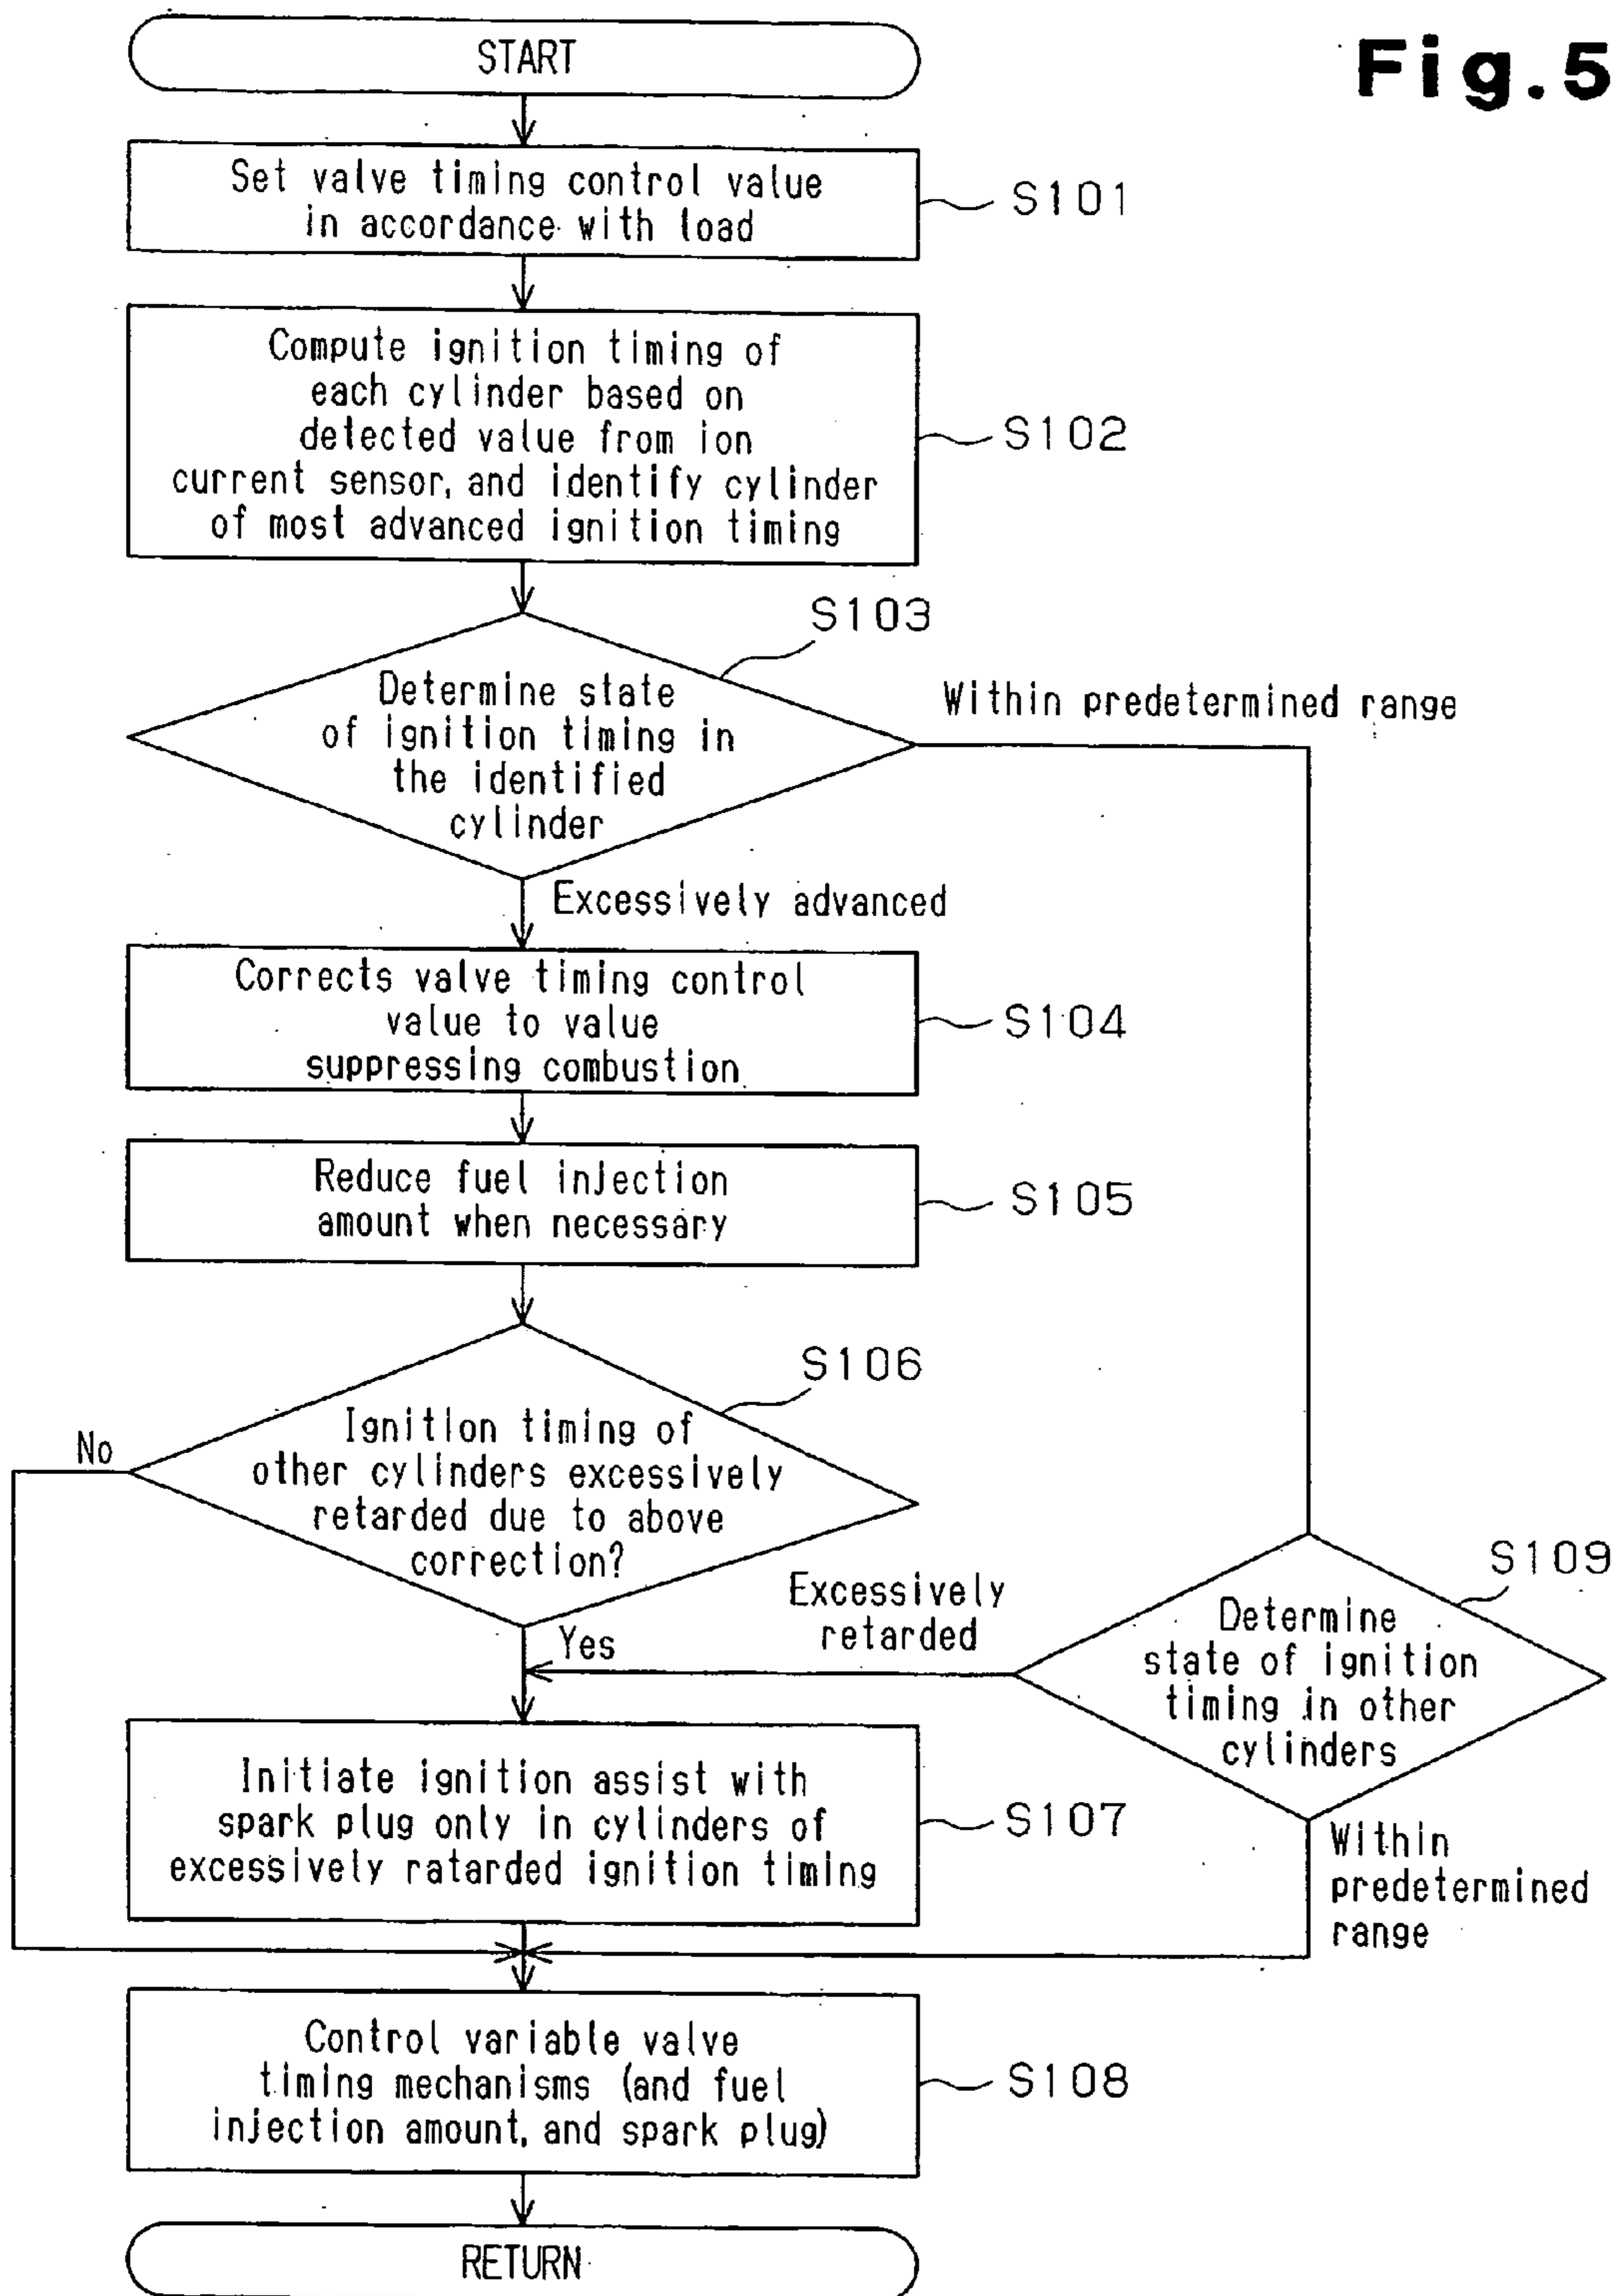 Fig.5
START
Set valve timing control value
in accordance with load
S101
Compute ignition timing of
each cylinder based on
detected value from ion
current sensor, and identify cylinder
of most advanced ignition timing
S102
S103
Determine state
of ignition timing in
the identified
cylinder
Within predetermined range
Excessively advanced
Corrects valve timing control
value to value
suppressing combustion
S104
Reduce fuel injection
amount when necessary
S105
S106
Ignition timing of
other cylinders excessively
retarded due to above
correction?
No
Yes
Excessively
retarded
S109
Determine
state of ignition
timing in other
cylinders
Within
predetermined
range
Initiate ignition assist with
spark plug only in cylinders of
excessively ratarded ignition timing
S107
Control variable valve
timing mechanisms (and fuel
injection amount, and spark plug)
S108
RETURN